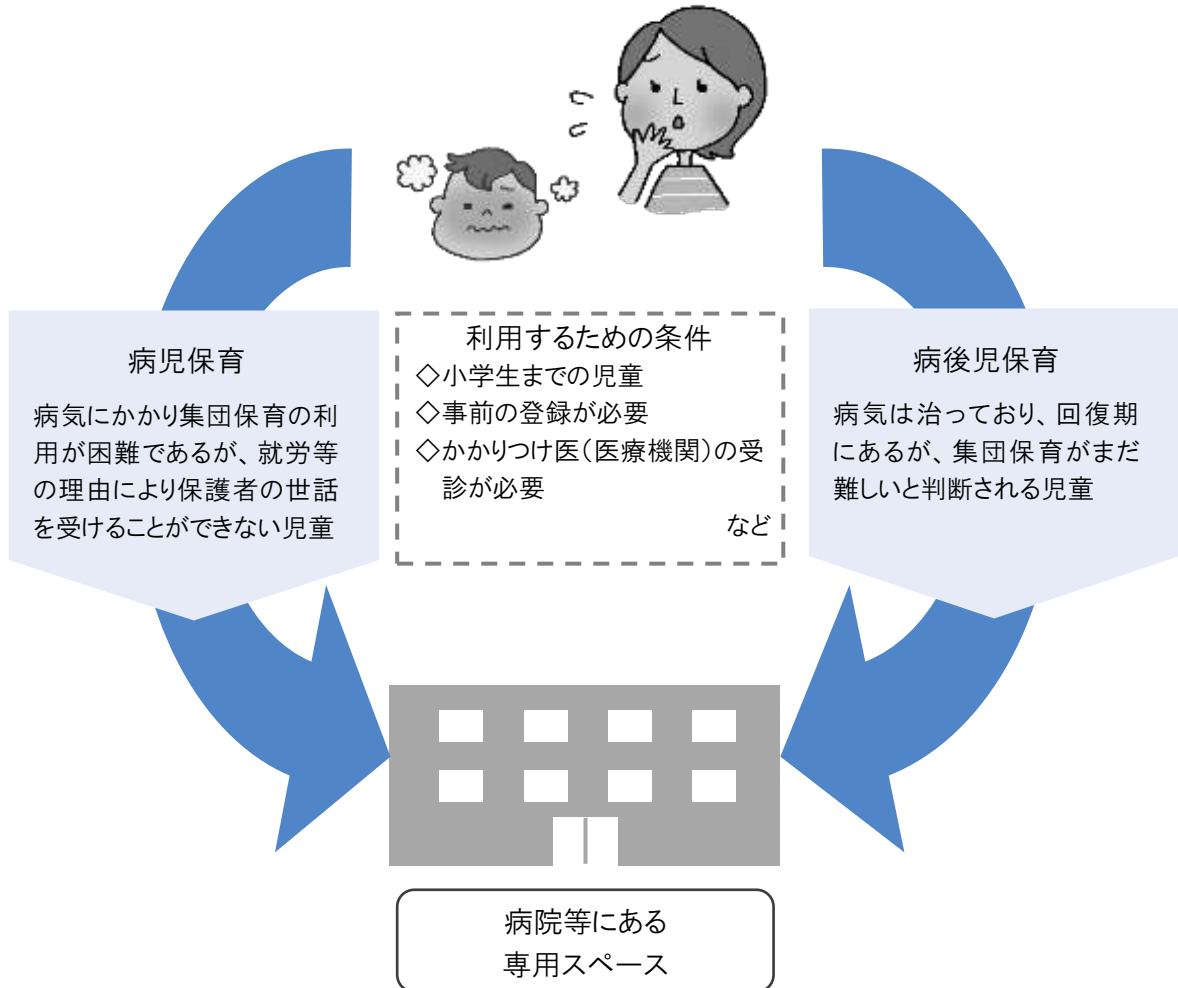 病児保育
病気にかかり集団保育の利
用が困難であるが、就労等
の理由により保護者の世話
を受けることができない児童
利用するための条件
◇小学生までの児童
◇事前の登録が必要
◇かかりつけ医（医療機関）の受
診が必要
など
病後児保育
病気は治っており、回復期
にあるが、集団保育がまだ
難しいと判断される児童
病院等にある
専用スペース